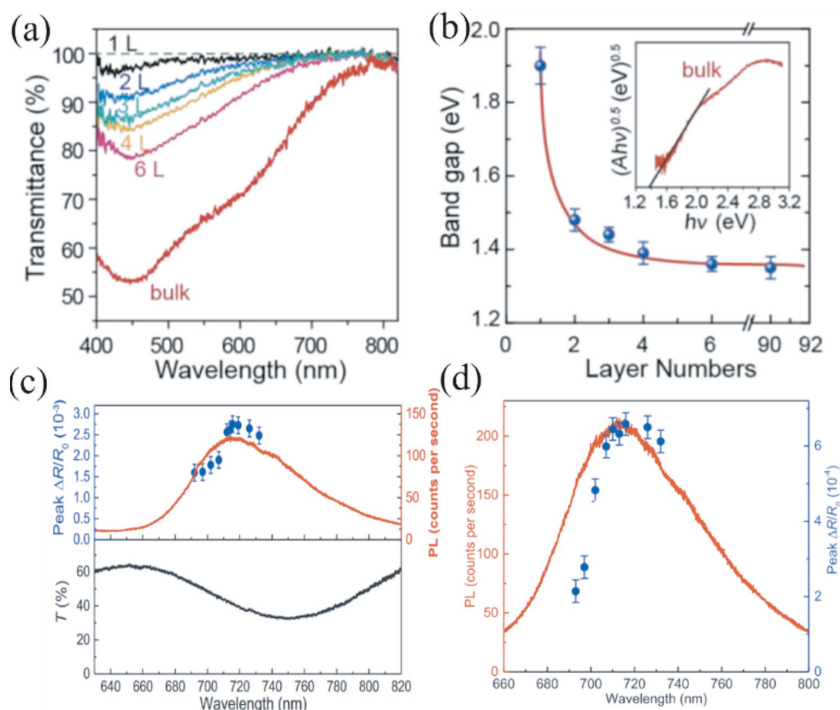 (a)
100
90
80
70
60
50
Transmittance (%)
1 L
2 L
3 L
4 L
6 L
bulk
400
500
600
700
800
Wavelength (nm)
(b)
2.0
1.8
1.6
1.4
1.2
Band gap (eV)
bulk
(Ahν)^0.5 (eV)^0.5
1.2
1.6
2.0
2.4
2.8
3.2
hν (eV)
0
2
4
6
90
92
Layer Numbers
(c)
3.0
2.5
2.0
1.5
1.0
0.5
0.0
Peak ΔR/R₀ (10⁻³)
150
100
50
0
PL (counts per second)
60
40
20
0
T (%)
640
660
680
700
720
740
760
780
800
820
Wavelength (nm)
(d)
200
150
100
50
0
PL (counts per second)
6
4
2
0
Peak ΔR/R₀ (10⁻⁴)
660
680
700
720
740
760
780
800
Wavelength (nm)